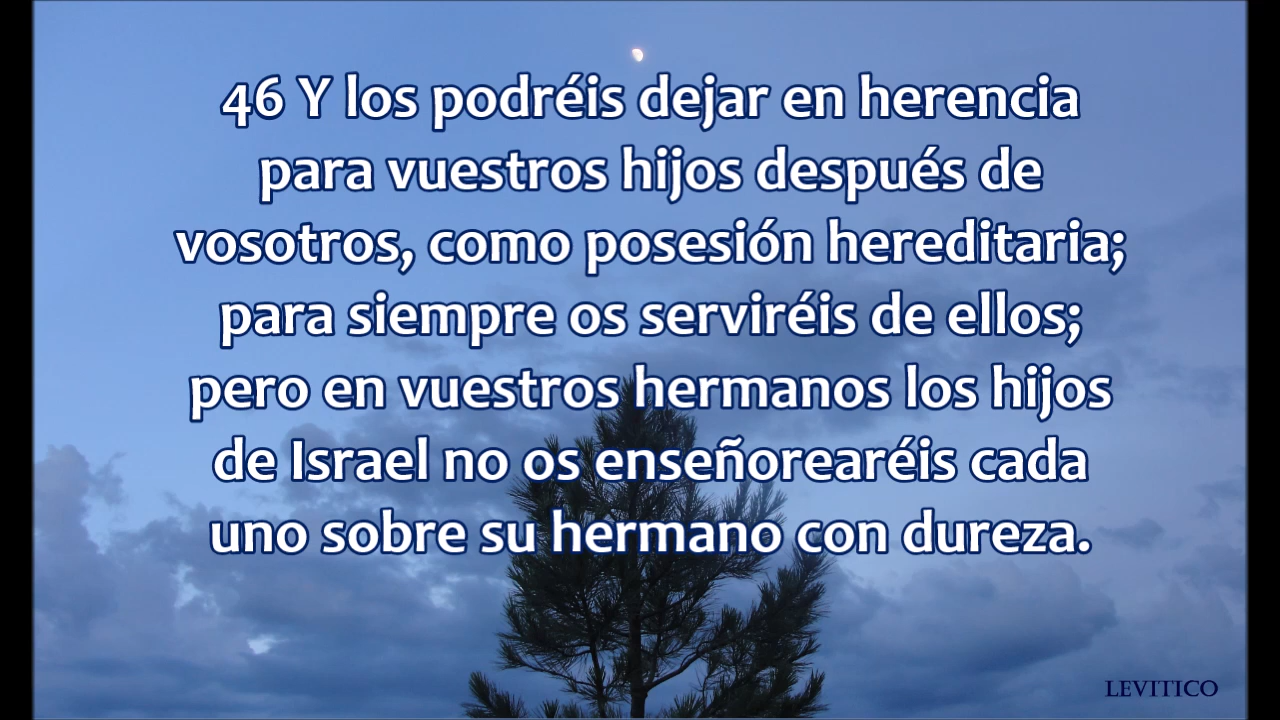 46 Y los podréis dejar en herencia
para vuestros hijos después de
vosotros, como posesión hereditaria;
para siempre os serviréis de ellos;
pero en vuestros hermanos los hijos
de Israel no os enseñorearéis cada
uno sobre su hermano con dureza.
LEVITICO